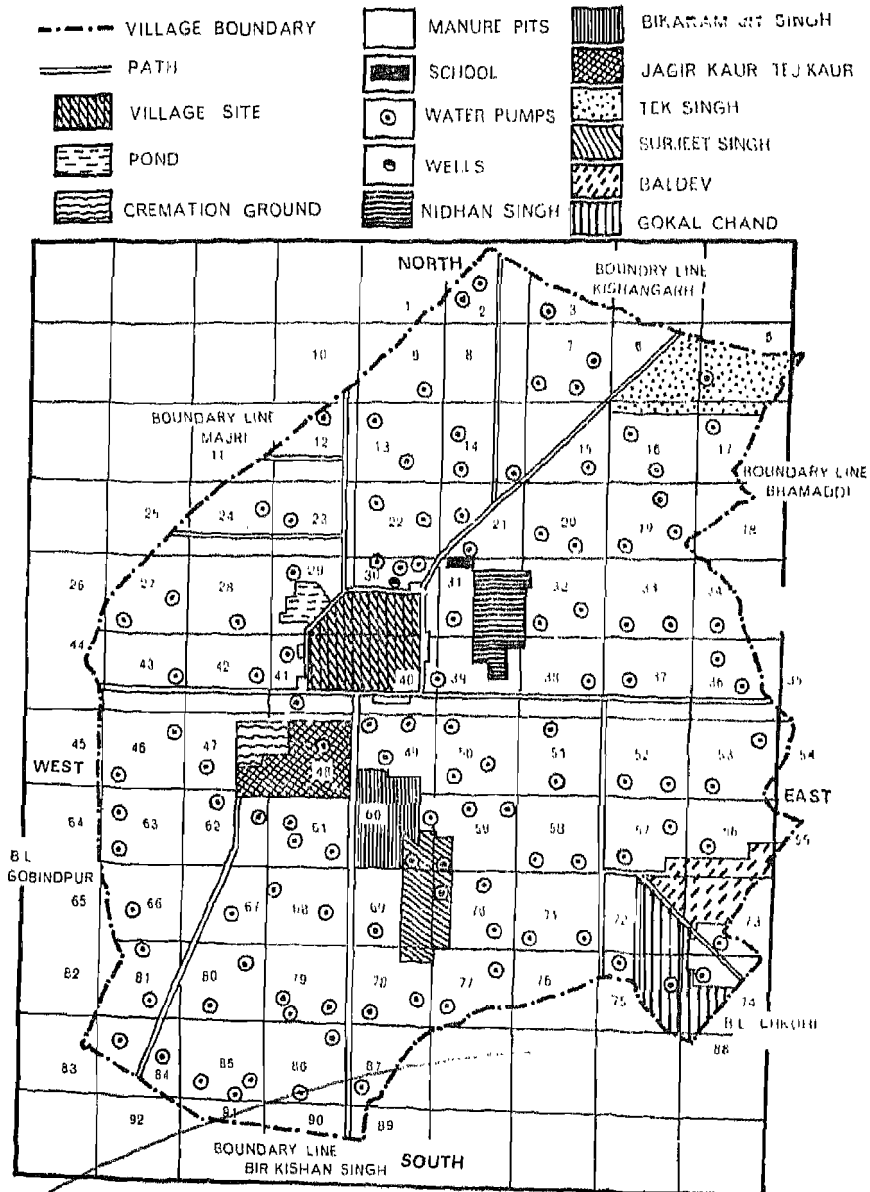 VILLAGE BOUNDARY
PATH
VILLAGE SITE
POND
CREMATION GROUND
MANURE PITS
SCHOOL
WATER PUMPS
WELLS
NIDHAN SINGH
BIKARAM JIT SINGH
JAGIR KAUR TEJ KAUR
TEK SINGH
SURJEET SINGH
BALDEV
GOKAL CHAND
NORTH
BOUNDRY LINE
KISHANGARH
1 2 3
10 9 8 7 6 5
BOUNDARY LINE
MAJRI
11 12 13 14 15 16 17
BOUNDARY LINE
BHAMADDI
25 24 23 22 21 20 19 18
26 27 28 29 30 31 32 33 34
44 43 42 41 40 39 38 37 36 35
45 46 47 48 49 50 51 52 53 54
WEST
EAST
64 63 62 61 60 59 58 57 56 55
B L
GOBINDPUR
65 66 67 68 69 70 71 72 73
82 81 80 79 78 77 76 75 74
B L
83 84 85 86 87 88
92 91 90 89
BOUNDARY LINE
BIR KISHAN SINGH
SOUTH